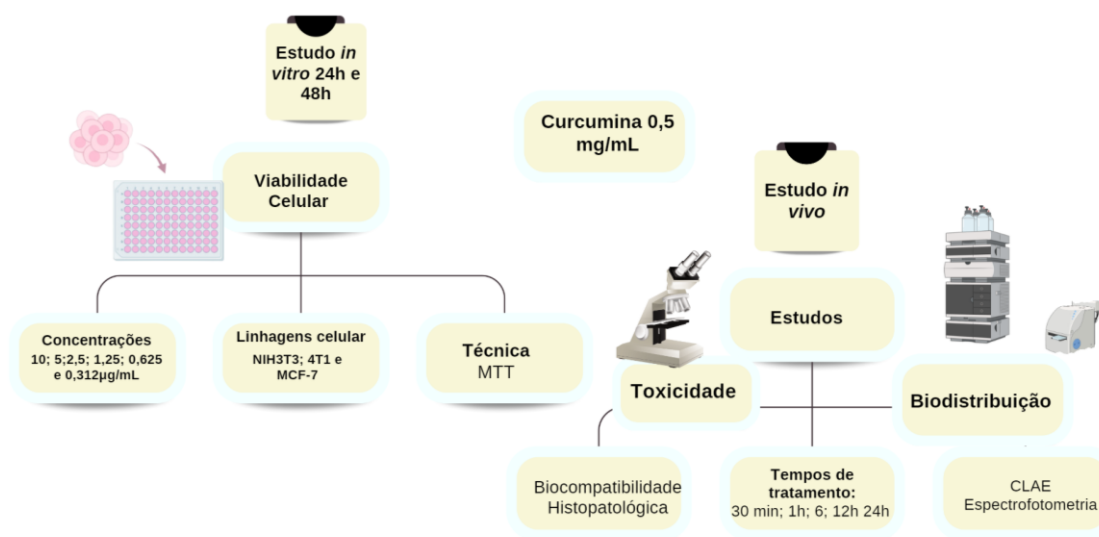 Estudo in
vitro 24h e
48h
Viabilidade
Celular
Concentrações
10; 5;2,5; 1,25; 0,625
e 0,312µg/mL
Linhagens celular
NIH3T3; 4T1 e
MCF-7
Técnica
MTT
Curcumina 0,5
mg/mL
Estudo in
vivo
Estudos
Toxicidade
Biodistribuição
Biocompatibilidade
Histopatológica
Tempos de
tratamento:
30 min; 1h; 6; 12h 24h
CLAE
Espectrofotometria